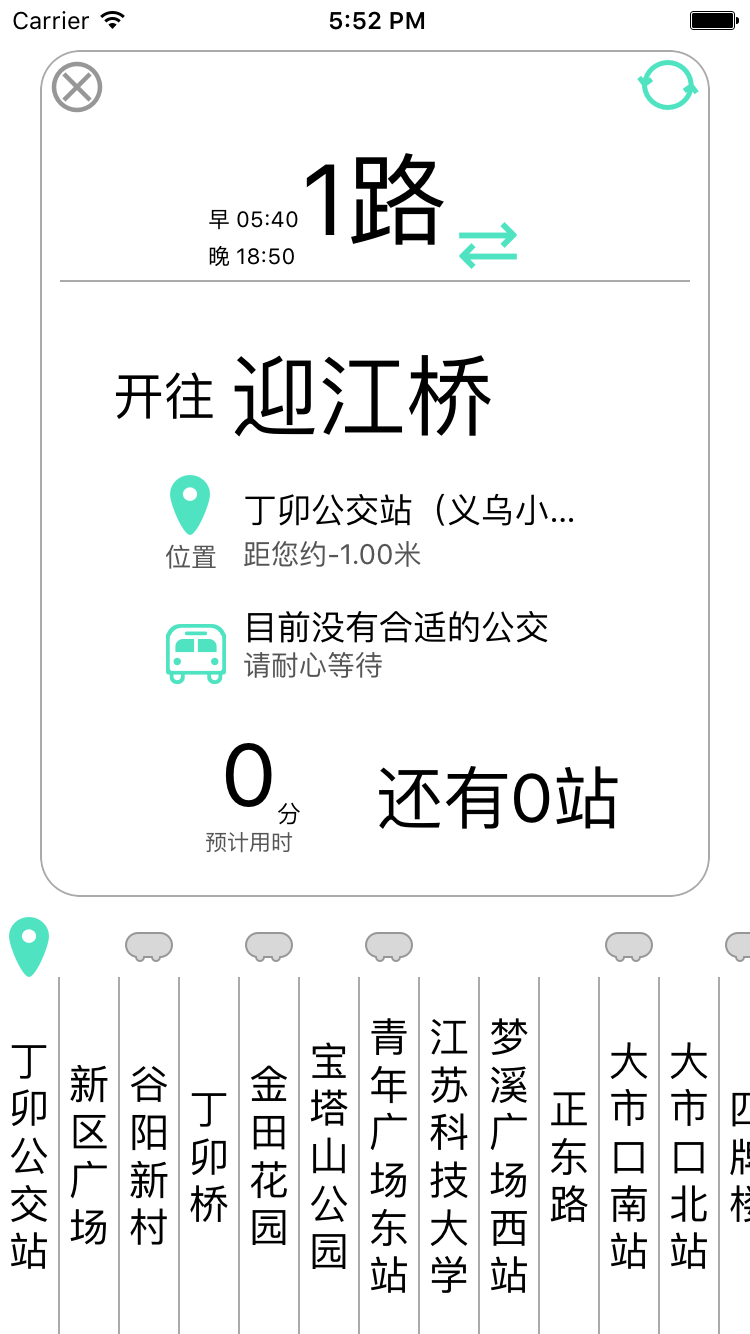 Carrier 5:52 PM
1路
早 05:40
晚 18:50
开往 迎江桥
丁卯公交站（义乌小...
位置 距您约-1.00米
目前没有合适的公交
请耐心等待
0分 还有0站
预计用时
丁卯公交站
新区广场
谷阳新村
丁卯桥
金田花园
宝塔山公园
青年广场东站
江苏科技大学
梦溪广场西站
正东路
大市口南站
大市口北站
四牌楼